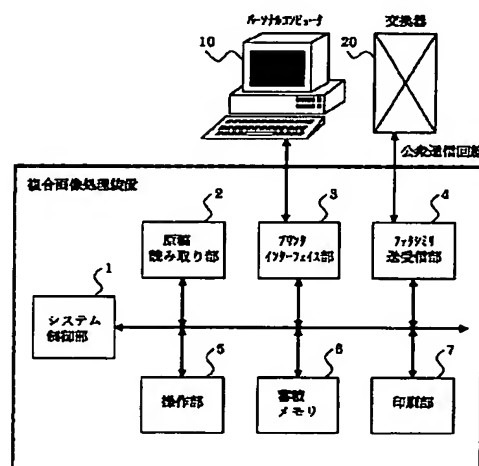 パーソナルコンピュータ
交換器
10
20
公衆通信回線
複合画像処理装置
2
3
4
原稿
読み取り部
プリンタ
インターフェイス部
ファクシミリ
送受信部
1
システム
制御部
5
6
7
操作部
蓄積
メモリ
印刷部